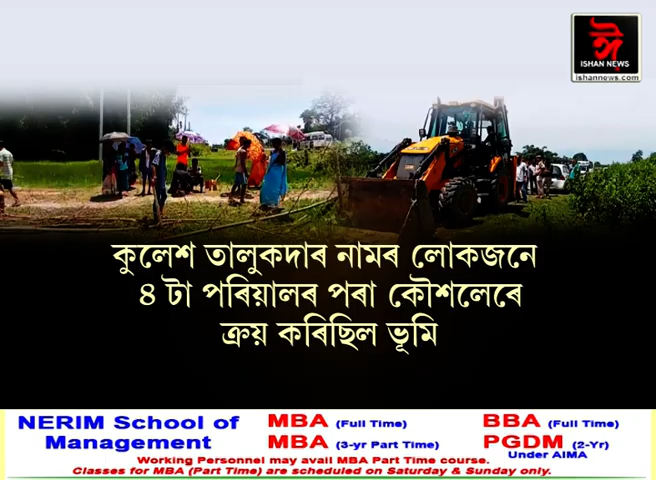 ঈ
ISHAN NEWS
ishannews.com
কুলেশ তালুকদাৰ নামৰ লোকজনে
৪ টা পৰিয়ালৰ পৰা কৌশলেৰে
ক্ৰয় কৰিছিল ভূমি
NERIM School of Management
MBA (Full Time)
BBA (Full Time)
MBA (3-yr Part Time)
PGDM (2-Yr)
Under AIMA
Working Personnel may avail MBA Part Time course.
Classes for MBA (Part Time) are scheduled on Saturday & Sunday only.